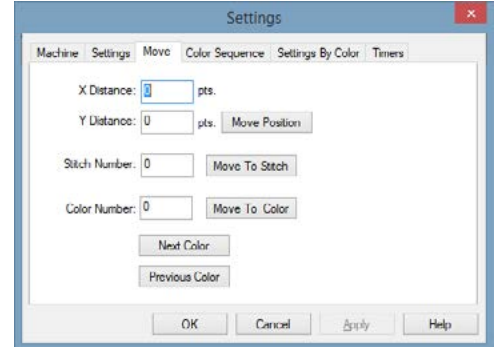 Settings
Machine Settings Move Color Sequence Settings By Color Timers
X Distance: 0 pts.
Y Distance: 0 pts. Move Position
Stitch Number: 0 Move To Stitch
Color Number: 0 Move To Color
Next Color
Previous Color
OK Cancel Apply Help